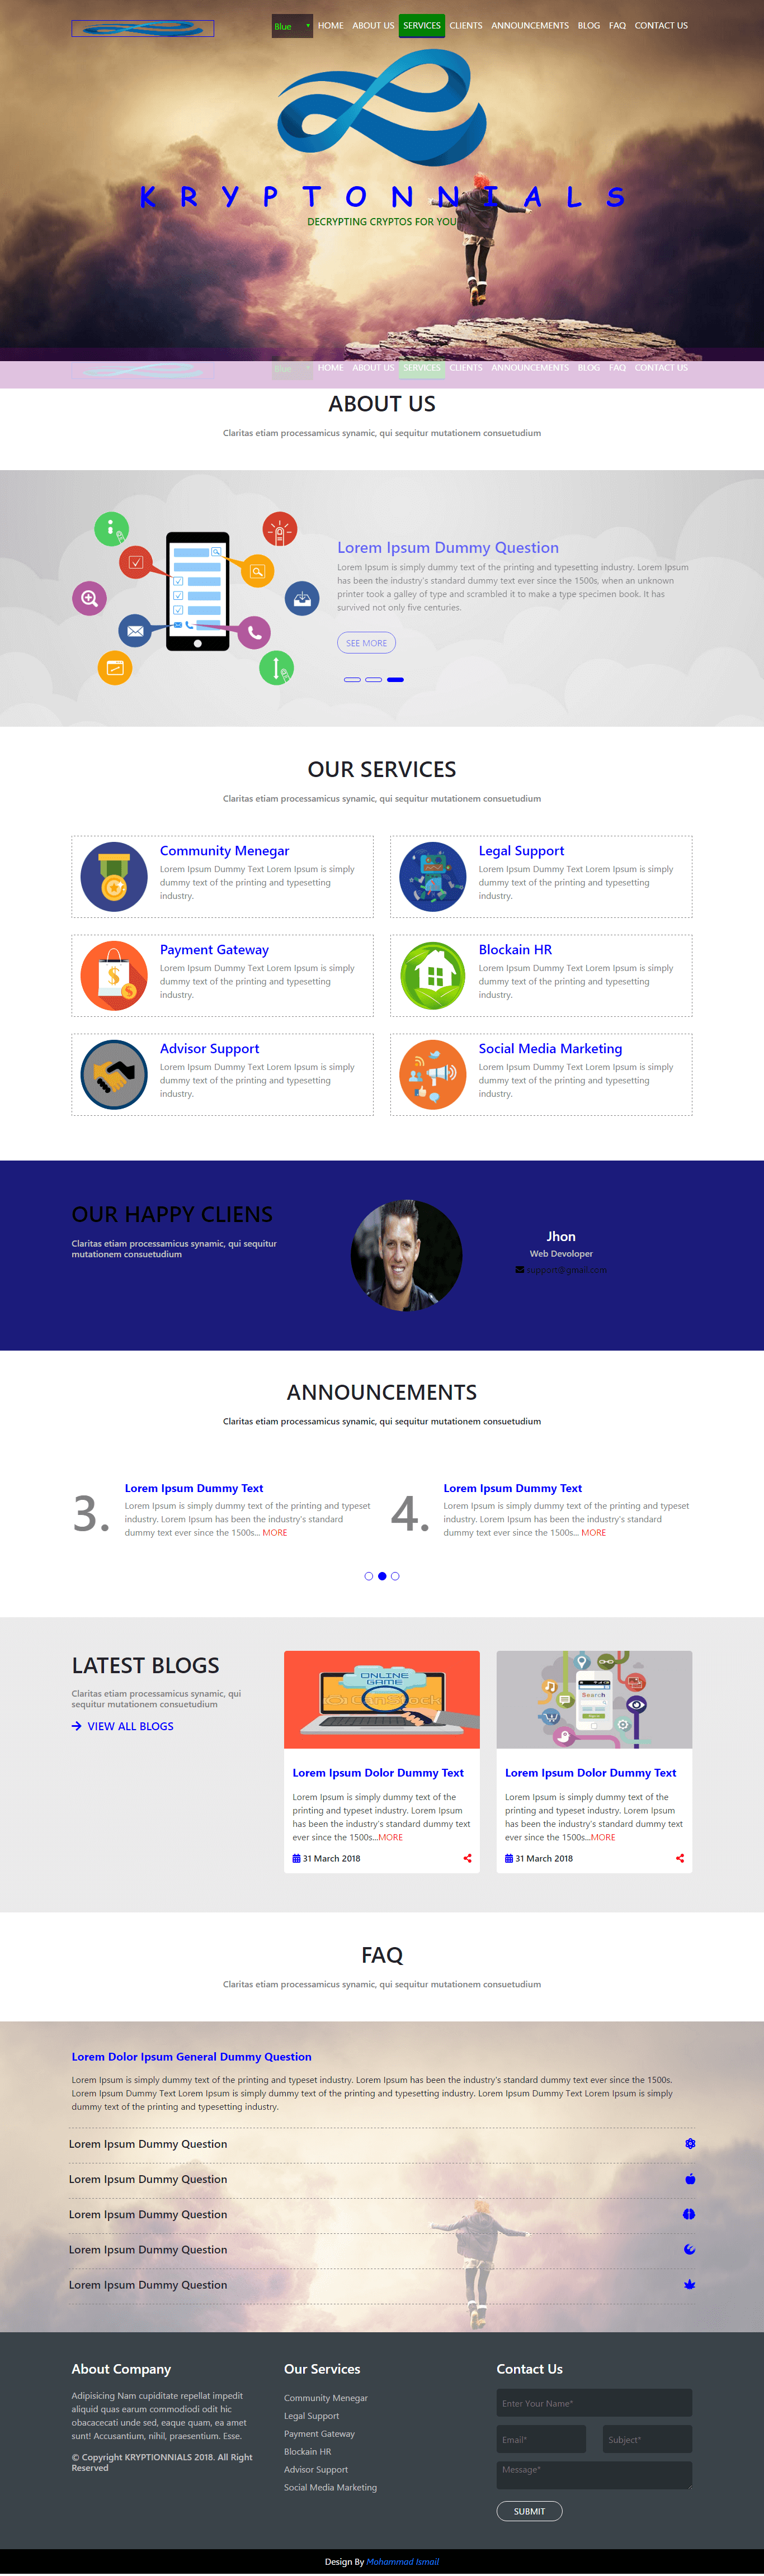 Blue HOME ABOUT US SERVICES CLIENTS ANNOUNCEMENTS BLOG FAQ CONTACT US
KRYPTONNIALS
DECRYPTING CRYPTOS FOR YOU
Blue HOME ABOUT US SERVICES CLIENTS ANNOUNCEMENTS BLOG FAQ CONTACT US
ABOUT US
Claritas etiam processamicus synamic, qui sequitur mutationem consuetudium
Lorem Ipsum Dummy Question
Lorem Ipsum is simply dummy text of the printing and typesetting industry. Lorem Ipsum
has been the industry's standard dummy text ever since the 1500s, when an unknown
printer took a galley of type and scrambled it to make a type specimen book. It has
survived not only five centuries.
SEE MORE
OUR SERVICES
Claritas etiam processamicus synamic, qui sequitur mutationem consuetudium
Community Menegar
Lorem Ipsum Dummy Text Lorem Ipsum is simply
dummy text of the printing and typesetting
industry.
Legal Support
Lorem Ipsum Dummy Text Lorem Ipsum is simply
dummy text of the printing and typesetting
industry.
Payment Gateway
Lorem Ipsum Dummy Text Lorem Ipsum is simply
dummy text of the printing and typesetting
industry.
Blockain HR
Lorem Ipsum Dummy Text Lorem Ipsum is simply
dummy text of the printing and typesetting
industry.
Advisor Support
Lorem Ipsum Dummy Text Lorem Ipsum is simply
dummy text of the printing and typesetting
industry.
Social Media Marketing
Lorem Ipsum Dummy Text Lorem Ipsum is simply
dummy text of the printing and typesetting
industry.
OUR HAPPY CLIENS
Claritas etiam processamicus synamic, qui sequitur
mutationem consuetudium
Jhon
Web Devoloper
support@gmail.com
ANNOUNCEMENTS
Claritas etiam processamicus synamic, qui sequitur mutationem consuetudium
3.
Lorem Ipsum Dummy Text
Lorem Ipsum is simply dummy text of the printing and typeset
industry. Lorem Ipsum has been the industry's standard
dummy text ever since the 1500s... MORE
4.
Lorem Ipsum Dummy Text
Lorem Ipsum is simply dummy text of the printing and typeset
industry. Lorem Ipsum has been the industry's standard
dummy text ever since the 1500s... MORE
LATEST BLOGS
Claritas etiam processamicus synamic, qui
sequitur mutationem consuetudium
VIEW ALL BLOGS
ONLINE
GAME
Lorem Ipsum Dolor Dummy Text
Lorem Ipsum is simply dummy text of the
printing and typeset industry. Lorem Ipsum
has been the industry's standard dummy text
ever since the 1500s...MORE
31 March 2018
Search
Lorem Ipsum Dolor Dummy Text
Lorem Ipsum is simply dummy text of the
printing and typeset industry. Lorem Ipsum
has been the industry's standard dummy text
ever since the 1500s...MORE
31 March 2018
FAQ
Claritas etiam processamicus synamic, qui sequitur mutationem consuetudium
Lorem Dolor Ipsum General Dummy Question
Lorem Ipsum is simply dummy text of the printing and typeset industry. Lorem Ipsum has been the industry's standard dummy text ever since the 1500s.
Lorem Ipsum Dummy Text Lorem Ipsum is simply dummy text of the printing and typesetting industry. Lorem Ipsum Dummy Text Lorem Ipsum is simply
dummy text of the printing and typesetting industry.
Lorem Ipsum Dummy Question
Lorem Ipsum Dummy Question
Lorem Ipsum Dummy Question
Lorem Ipsum Dummy Question
Lorem Ipsum Dummy Question
About Company
Adipisicing Nam cupiditate repellat impedit
aliquid quas earum commodiodi odit hic
obacacecati unde sed, eaque quam, ea amet
sunt! Accusantium, nihil, praesentium. Esse.
© Copyright KRYPTIONNIALS 2018. All Right
Reserved
Our Services
Community Menegar
Legal Support
Payment Gateway
Blockain HR
Advisor Support
Social Media Marketing
Contact Us
Enter Your Name*
Email* Subject*
Message*
SUBMIT
Design By Mohammad Ismail